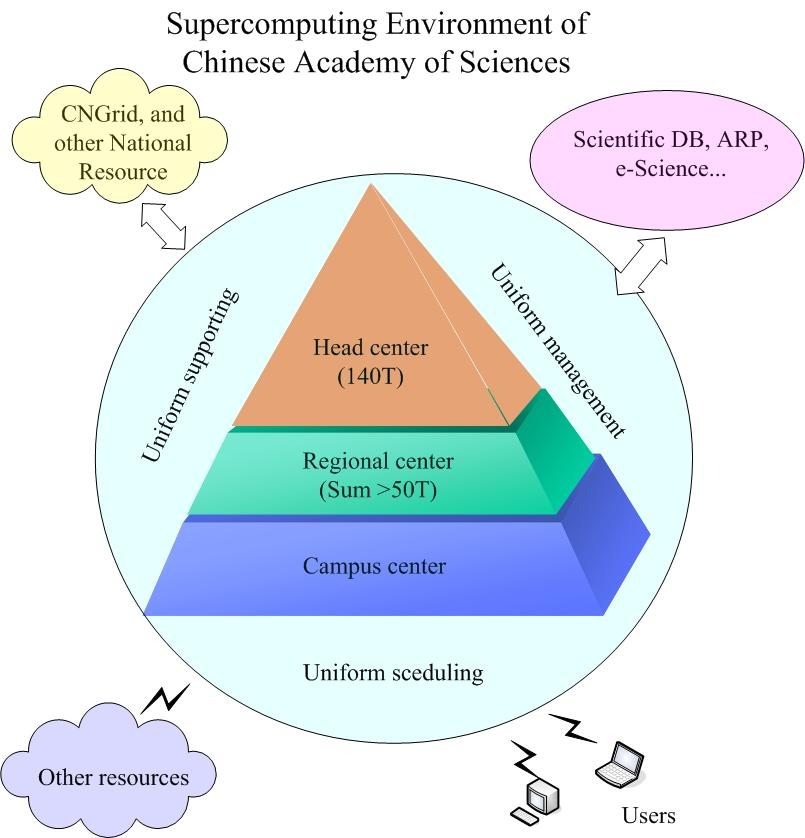 Supercomputing Environment of
Chinese Academy of Sciences
CNGrid, and
other National
Resource
Scientific DB, ARP,
e-Science...
Uniform supporting
Uniform management
Head center
(140T)
Regional center
(Sum >50T)
Campus center
Uniform sceduling
Other resources
Users